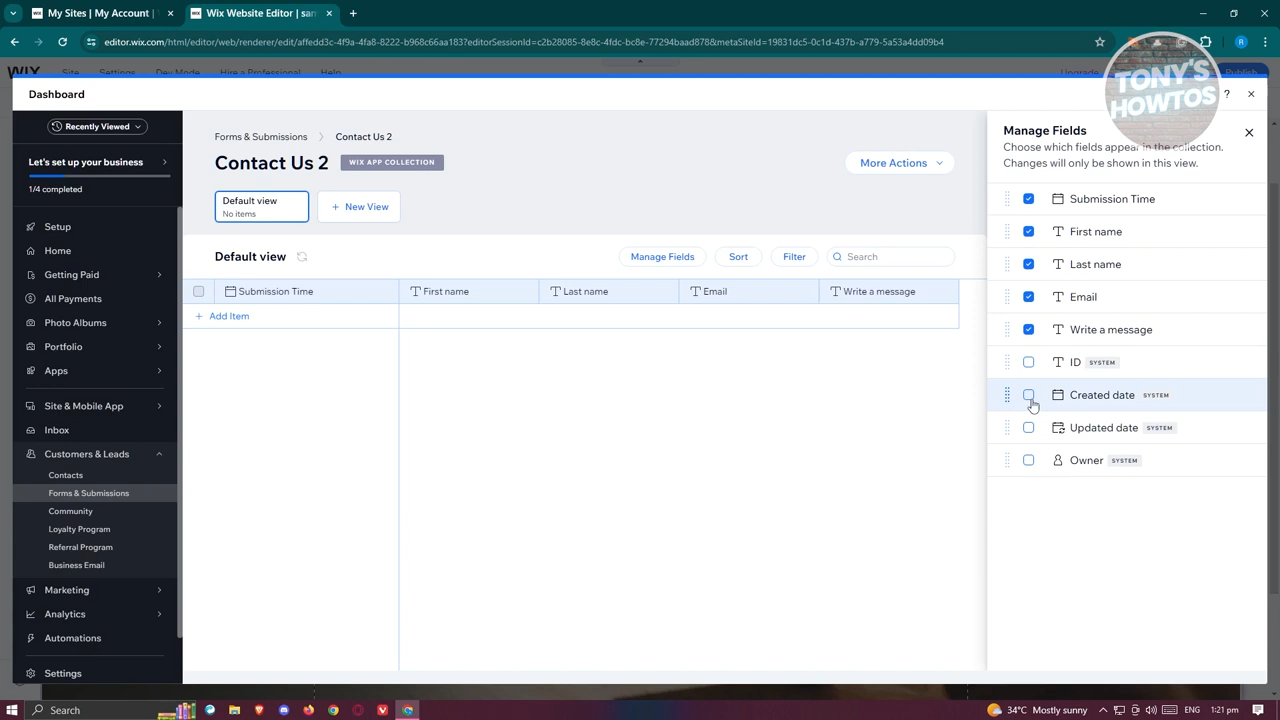 My Sites | My Account |
Wix Website Editor | sam
editor.wix.com/html/editor/web/renderer/edit/affedd3c-4f9a-4fa8-8222-b968c66aa183?editorSessionId=c2b28085-8e8c-4fdc-bc8e-77294baad878&metaSiteId=19831dc5-0c1d-437b-a779-5a53a4dd09b4
WIX Site Settings Dev Mode Hire a Professional Help Upgrade Publish
TONY'S
HOWTOS
Dashboard
Recently Viewed
Let's set up your business
1/4 completed
Setup
Home
Getting Paid
All Payments
Photo Albums
Portfolio
Apps
Site & Mobile App
Inbox
Customers & Leads
Contacts
Forms & Submissions
Community
Loyalty Program
Referral Program
Business Email
Marketing
Analytics
Automations
Settings
Forms & Submissions > Contact Us 2
Contact Us 2 WIX APP COLLECTION
More Actions
Default view
No items
+ New View
Default view Manage Fields Sort Filter Search
Submission Time First name Last name Email Write a message
+ Add Item
Manage Fields
Choose which fields appear in the collection.
Changes will only be shown in this view.
Submission Time
First name
Last name
Email
Write a message
ID SYSTEM
Created date SYSTEM
Updated date SYSTEM
Owner SYSTEM
Search
34°C Mostly sunny ENG 1:21 pm